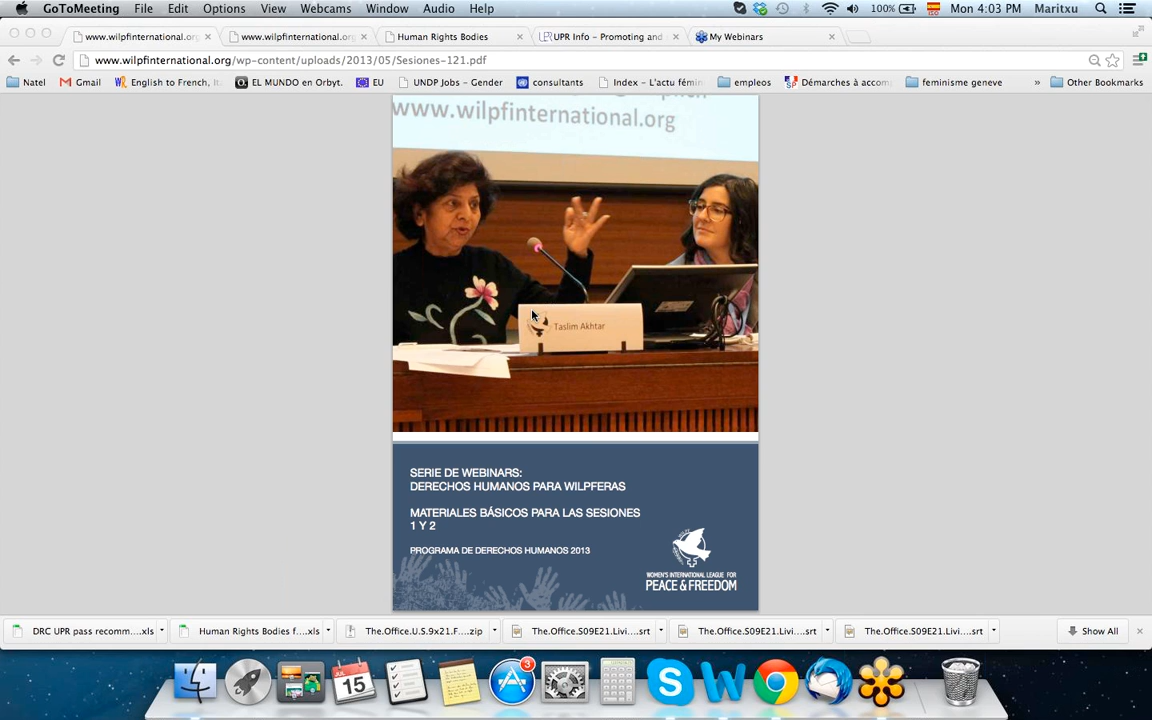 GoToMeeting File Edit Options View Webcams Window Audio Help 100% ISO Mon 4:03 PM Maritxu
www.wilpfinternational.org/ www.wilpfinternational.org Human Rights Bodies UPR Info – Promoting and My Webinars
www.wilpfinternational.org/wp-content/uploads/2013/05/Sesiones-121.pdf
Natel Gmail English to French, It EL MUNDO en Orbyt. EU UNDP Jobs – Gender consultants Index – L'actu fémin empleos Démarches à accom feminisme geneve » Other Bookmarks
www.wilpfinternational.org
Taslim Akhtar
SERIE DE WEBINARS:
DERECHOS HUMANOS PARA WILPFERAS
MATERIALES BÁSICOS PARA LAS SESIONES
1 Y 2
PROGRAMA DE DERECHOS HUMANOS 2013
WOMEN'S INTERNATIONAL LEAGUE FOR
PEACE & FREEDOM
DRC UPR pass recomm....xls Human Rights Bodies f....xls The.Office.U.S.9x21.F....zip The.Office.S09E21.Livi....srt The.Office.S09E21.Livi....srt The.Office.S09E21.Livi....srt Show All
JUL
15
3